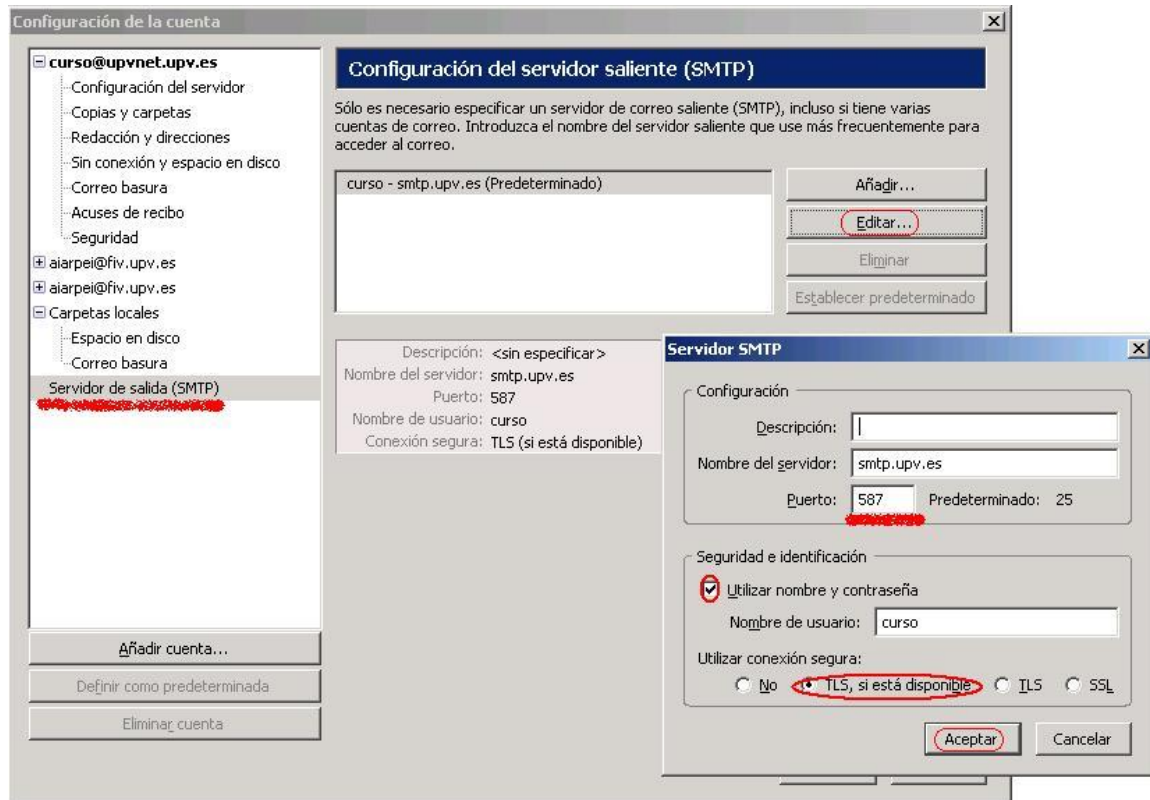 Configuración de la cuenta
curso@upvnet.upv.es
Configuración del servidor
Copias y carpetas
Redacción y direcciones
Sin conexión y espacio en disco
Correo basura
Acuses de recibo
Seguridad
aiarpei@fiv.upv.es
aiarpei@fiv.upv.es
Carpetas locales
Espacio en disco
Correo basura
Servidor de salida (SMTP)
Añadir cuenta...
Definir como predeterminada
Eliminar cuenta
Configuración del servidor saliente (SMTP)
Sólo es necesario especificar un servidor de correo saliente (SMTP), incluso si tiene varias
cuentas de correo. Introduzca el nombre del servidor saliente que use más frecuentemente para
acceder al correo.
curso - smtp.upv.es (Predeterminado)
Añadir...
Editar...
Eliminar
Establecer predeterminado
Descripción: <sin especificar>
Nombre del servidor: smtp.upv.es
Puerto: 587
Nombre de usuario: curso
Conexión segura: TLS (si está disponible)
Servidor SMTP
Configuración
Descripción:
Nombre del servidor: smtp.upv.es
Puerto: 587 Predeterminado: 25
Seguridad e identificación
Utilizar nombre y contraseña
Nombre de usuario: curso
Utilizar conexión segura:
No TLS, si está disponible TLS SSL
Aceptar Cancelar